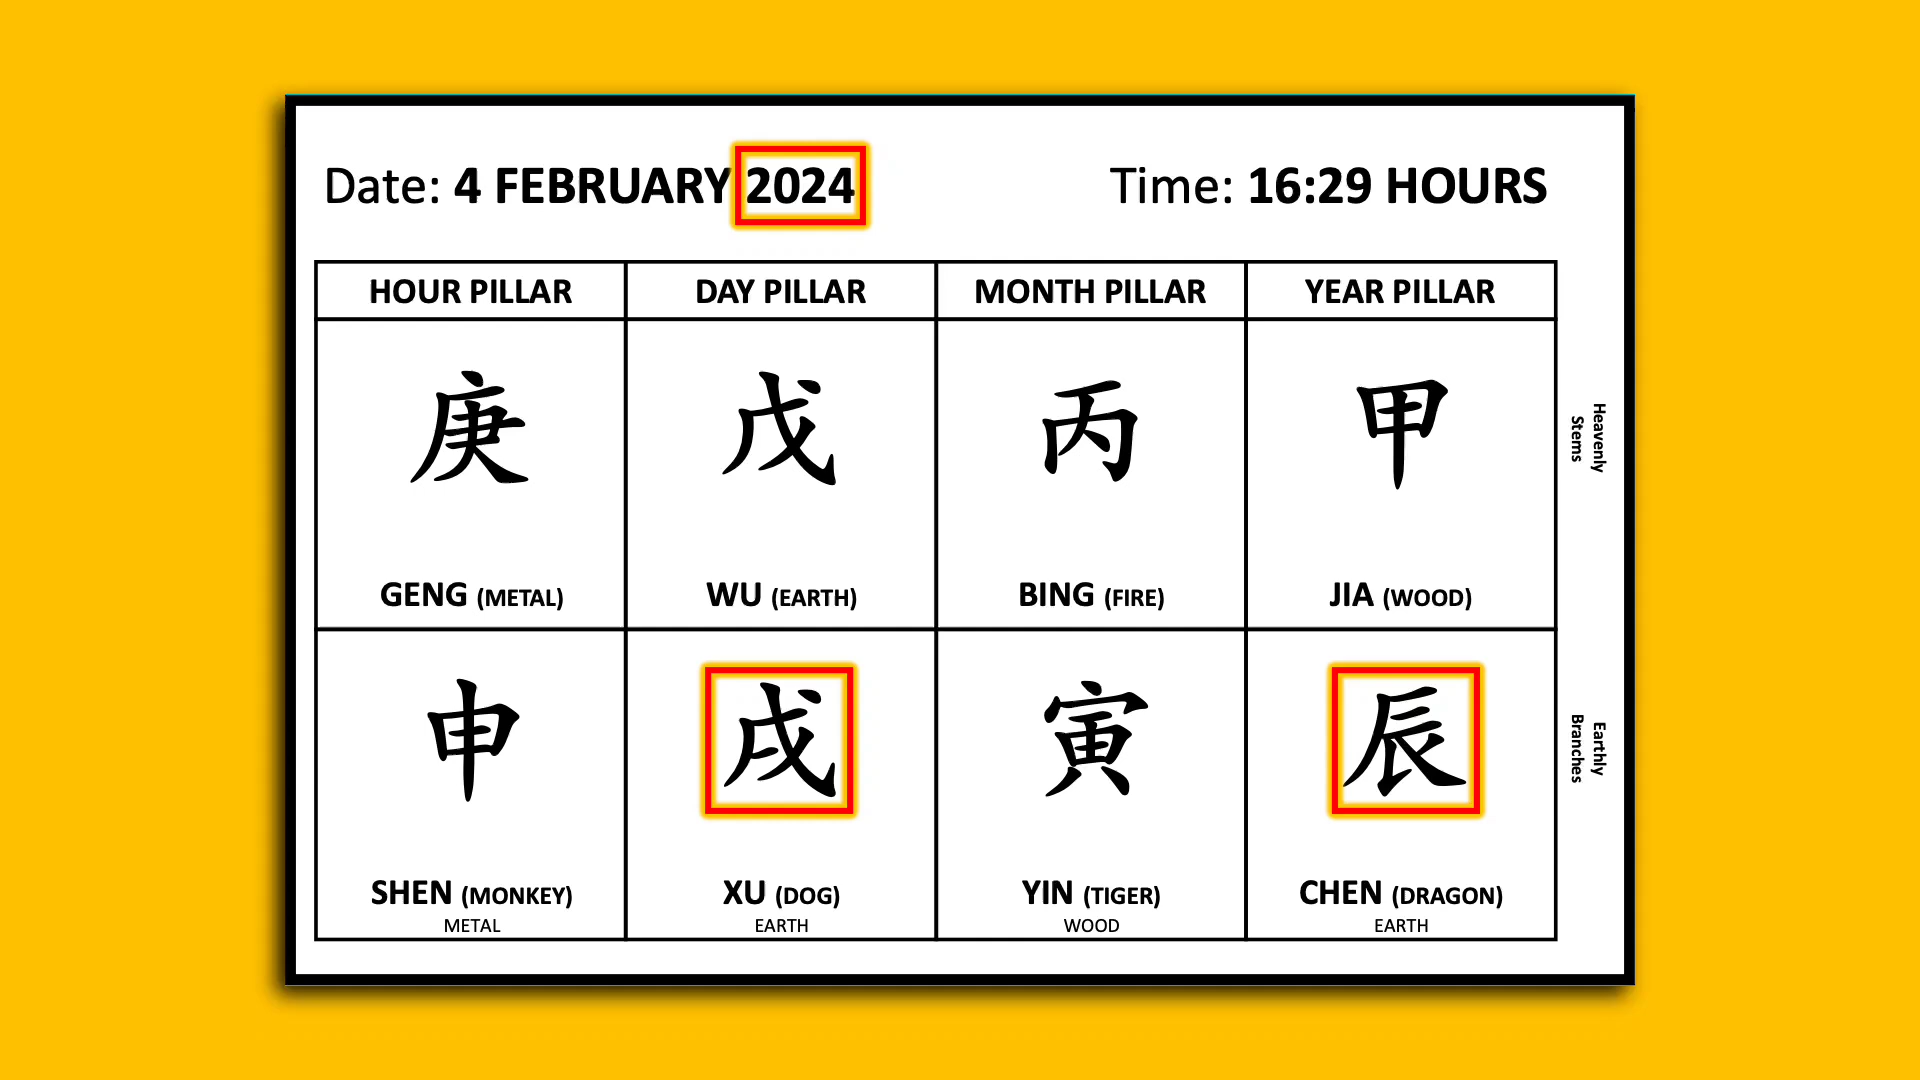 Date: 4 FEBRUARY 2024 Time: 16:29 HOURS
HOUR PILLAR DAY PILLAR MONTH PILLAR YEAR PILLAR
庚 戊 丙 甲
Heavenly
Stems
GENG (METAL) WU (EARTH) BING (FIRE) JIA (WOOD)
申 戌 寅 辰
Earthly
Branches
SHEN (MONKEY) XU (DOG) YIN (TIGER) CHEN (DRAGON)
METAL EARTH WOOD EARTH